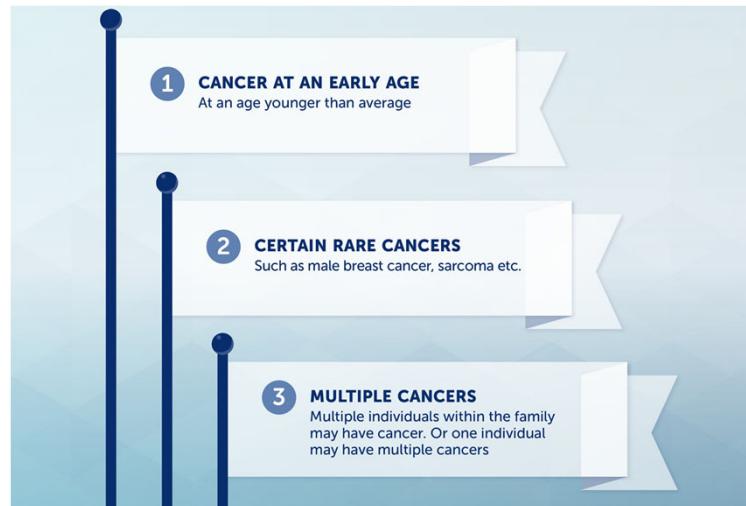 1
CANCER AT AN EARLY AGE
At an age younger than average
2
CERTAIN RARE CANCERS
Such as male breast cancer, sarcoma etc.
3
MULTIPLE CANCERS
Multiple individuals within the family
may have cancer. Or one individual
may have multiple cancers